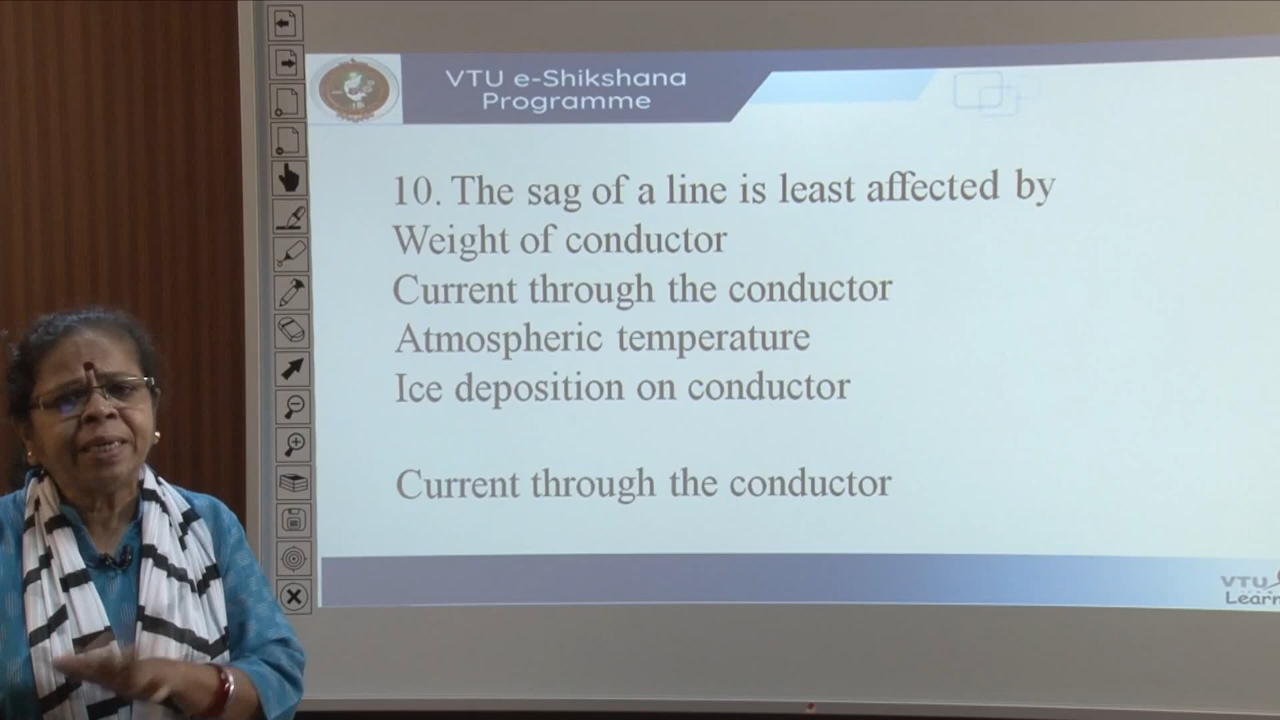 VTU e-Shikshana
Programme
10. The sag of a line is least affected by
Weight of conductor
Current through the conductor
Atmospheric temperature
Ice deposition on conductor
Current through the conductor
VTU
Learn